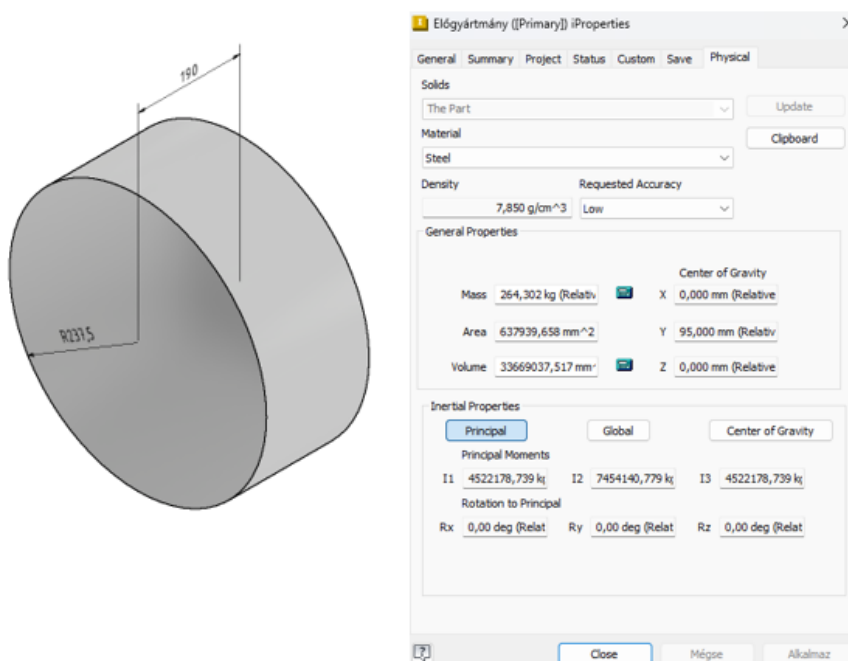 190
R237,5
Előgyártmány ([Primary]) iProperties
General Summary Project Status Custom Save Physical
Solids
The Part
Update
Material
Clipboard
Steel
Density Requested Accuracy
7,850 g/cm^3 Low
General Properties
Center of Gravity
Mass 264,302 kg (Relativ X 0,000 mm (Relative
Area 637939,658 mm^2 Y 95,000 mm (Relativ
Volume 33669037,517 mm^ Z 0,000 mm (Relative
Inertial Properties
Principal Global Center of Gravity
Principal Moments
I1 4522178,739 kg I2 7454140,779 kg I3 4522178,739 kg
Rotation to Principal
Rx 0,00 deg (Relat Ry 0,00 deg (Relat Rz 0,00 deg (Relat
Close Mégse Alkalmaz